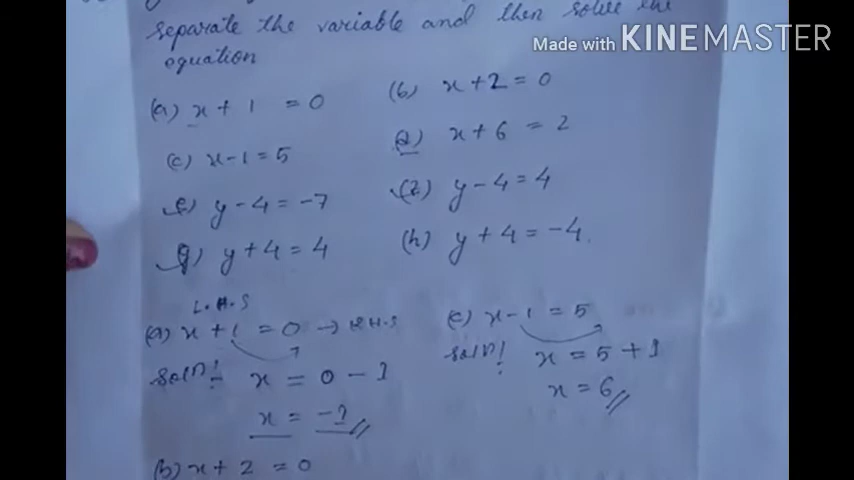 separate the variable and then solve the
Made with KINEMASTER
equation
(a) x + 1 = 0 (b) x + 2 = 0
(c) x - 1 = 5 (d) x + 6 = 2
(e) y - 4 = -7 (f) y - 4 = 4
(g) y + 4 = 4 (h) y + 4 = -4.
L.H.S
(a) x + 1 = 0 → R.H.S (c) x - 1 = 5
Soln! x = 0 - 1 Soln! x = 5 + 1
x = -1 x = 6
(b) x + 2 = 0